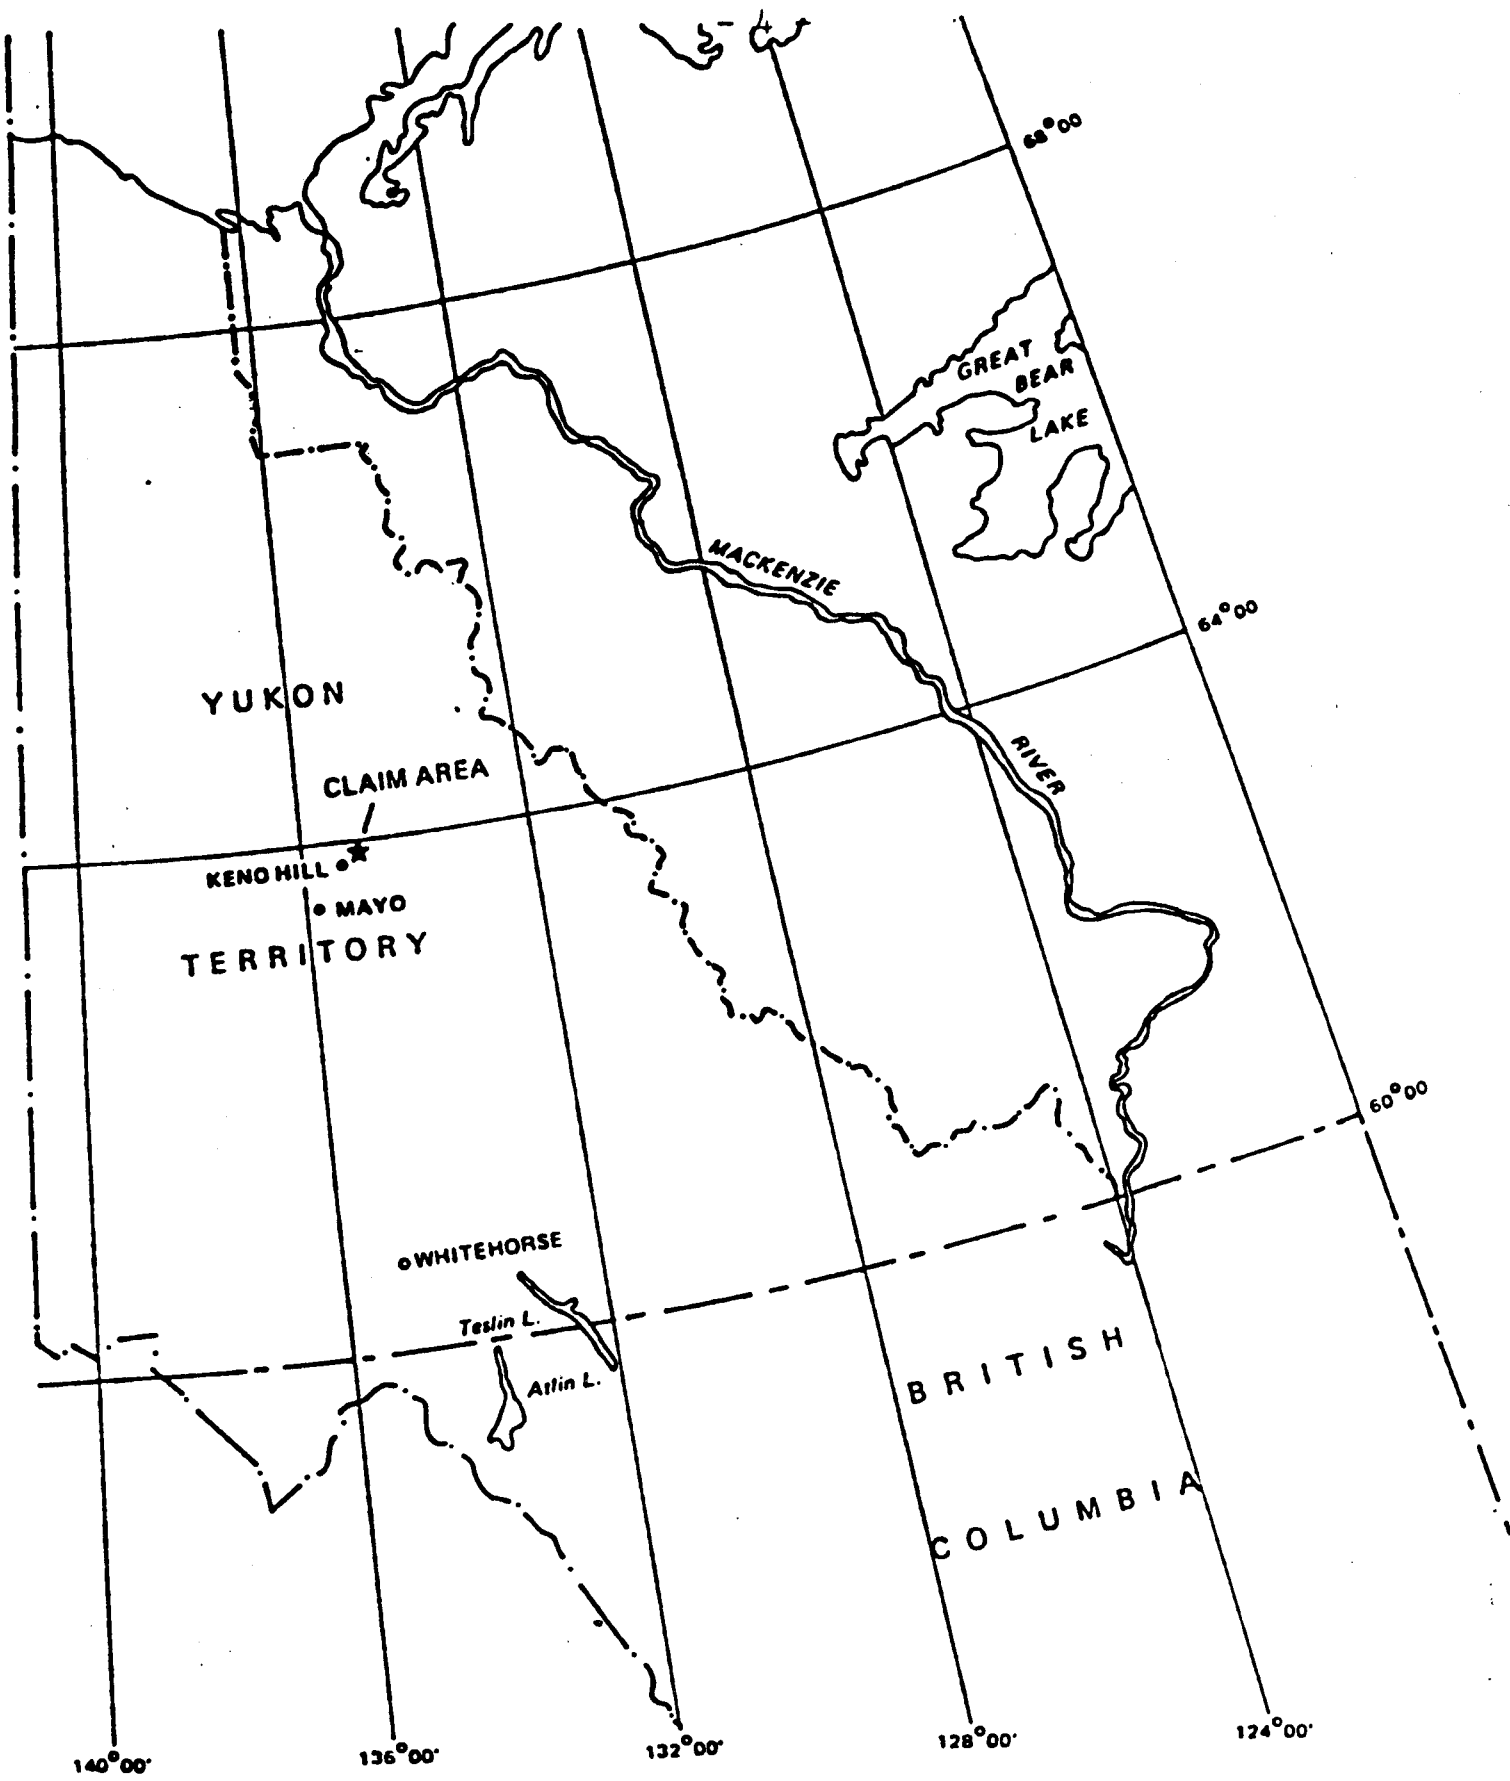 68°00
GREAT
BEAR
LAKE
MACKENZIE
64°00
YUKON
RIVER
CLAIM AREA
KENO HILL
MAYO
TERRITORY
60°00
WHITEHORSE
Teslin L.
Atlin L.
BRITISH
COLUMBIA
140°00'
136°00'
132°00'
128°00'
124°00'